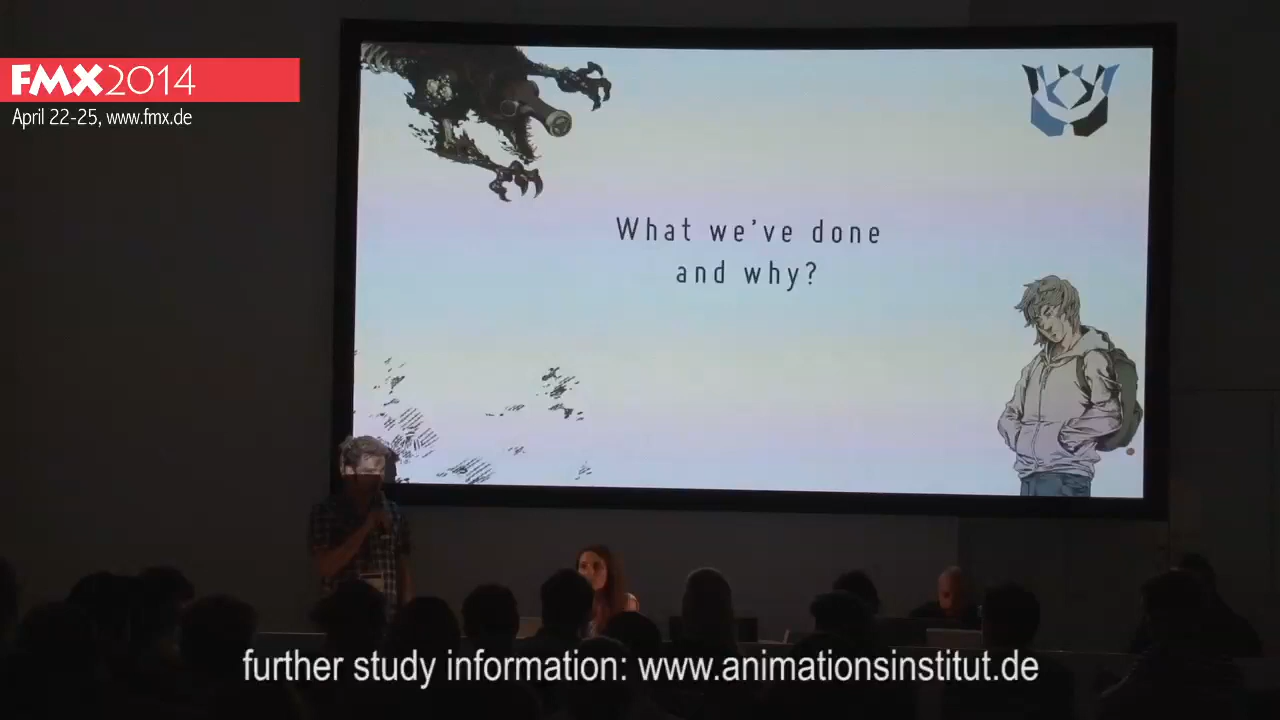 FMX2014
April 22-25, www.fmx.de
What we've done
and why?
further study information: www.animationsinstitut.de